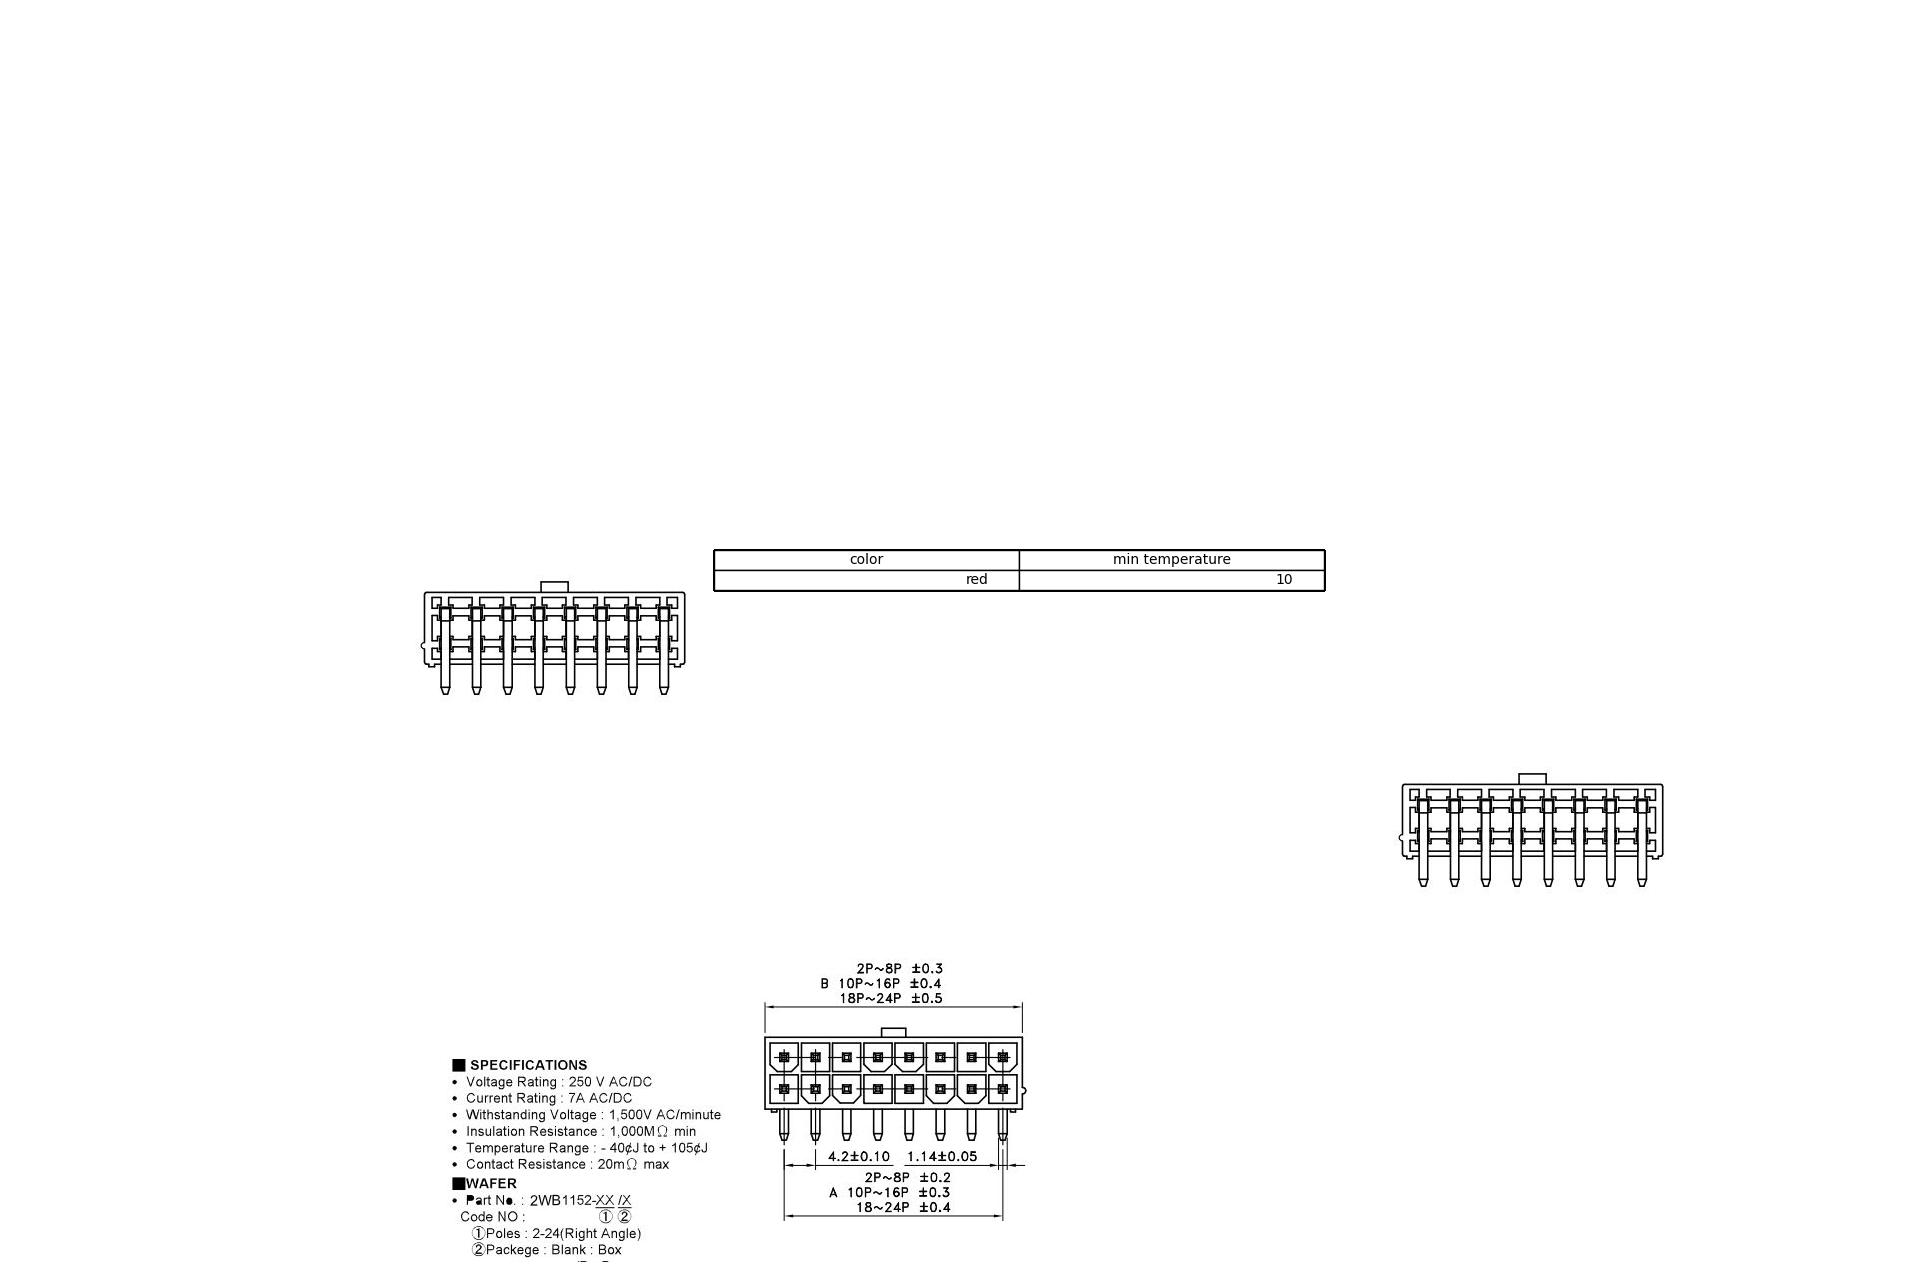 color min temperature
red 10
2P~8P ±0.3
B 10P~16P ±0.4
18P~24P ±0.5
■ SPECIFICATIONS
• Voltage Rating : 250 V AC/DC
• Current Rating : 7A AC/DC
• Withstanding Voltage : 1,500V AC/minute
• Insulation Resistance : 1,000MΩ min
• Temperature Range : - 40¢J to + 105¢J
• Contact Resistance : 20mΩ max
■WAFER
• Part No. : 2WB1152-XX /X
Code NO : ① ②
①Poles : 2-24(Right Angle)
②Packege : Blank : Box
4.2±0.10 1.14±0.05
2P~8P ±0.2
A 10P~16P ±0.3
18~24P ±0.4